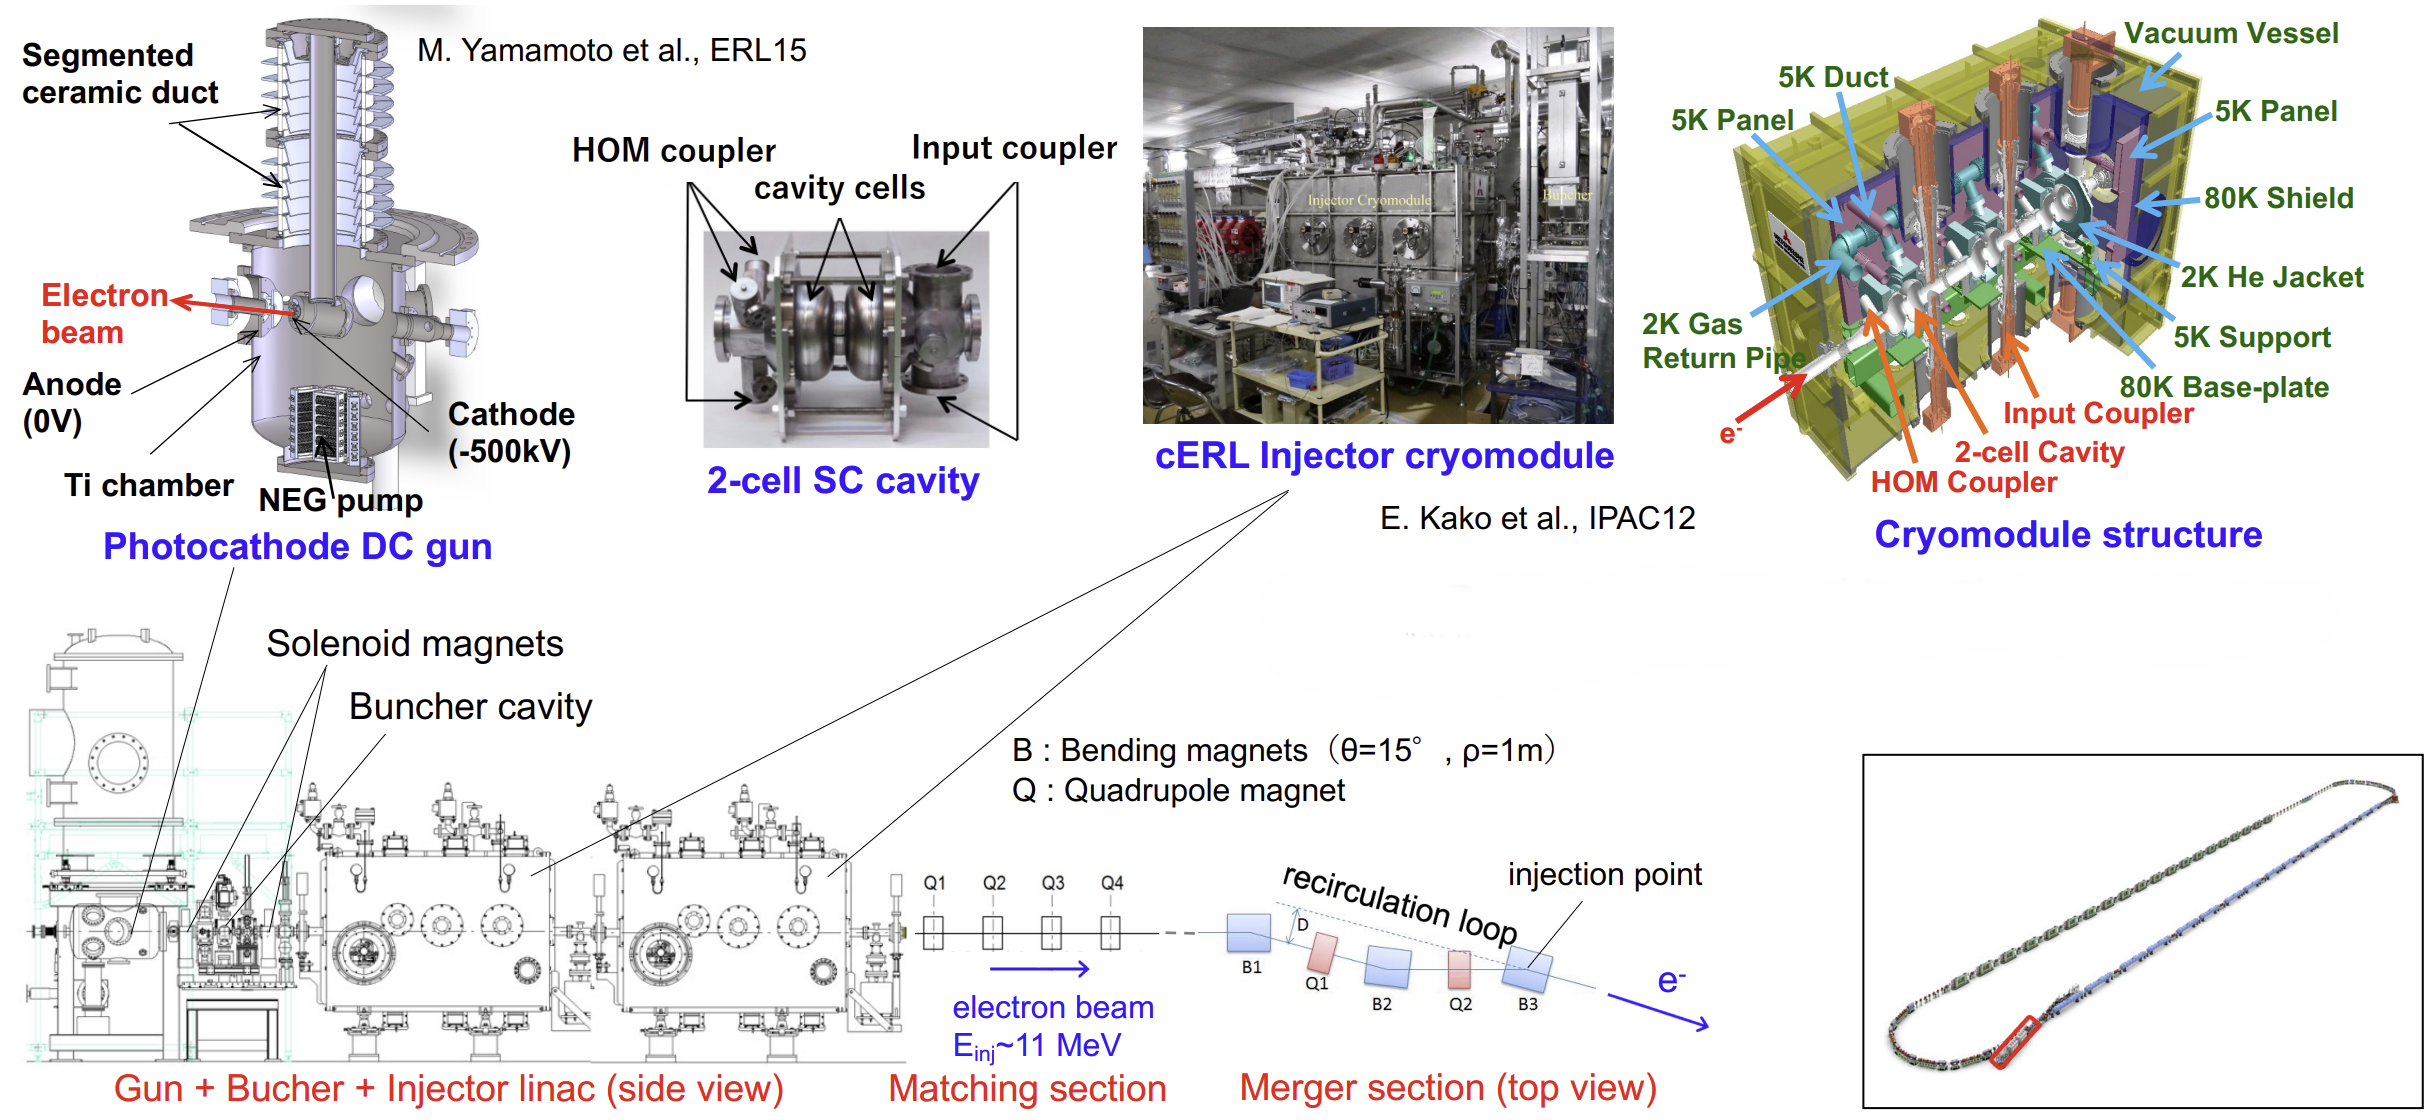 Segmented
ceramic duct
M. Yamamoto et al., ERL15
Electron
beam
Anode
(0V)
Ti chamber
NEG pump
Cathode
(-500kV)
Photocathode DC gun
HOM coupler
cavity cells
Input coupler
2-cell SC cavity
Injector Cryomodule
Buncher
cERL Injector cryomodule
E. Kako et al., IPAC12
Vacuum Vessel
5K Duct
5K Panel
5K Panel
80K Shield
2K He Jacket
2K Gas
Return Pipe
5K Support
80K Base-plate
e-
Input Coupler
2-cell Cavity
HOM Coupler
Cryomodule structure
Solenoid magnets
Buncher cavity
B : Bending magnets（θ=15°, ρ=1m）
Q : Quadrupole magnet
Q1 Q2 Q3 Q4
electron beam
Einj~11 MeV
recirculation loop
injection point
D
B1
Q1
B2
Q2
B3
e-
Gun + Bucher + Injector linac (side view)
Matching section
Merger section (top view)